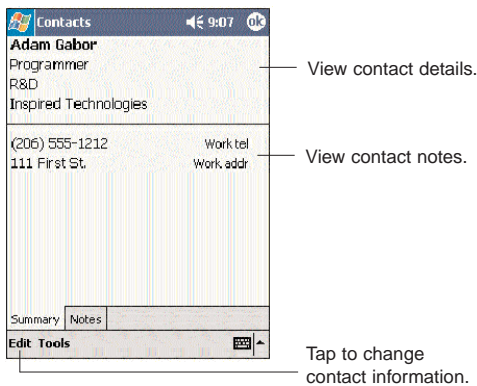 Contacts 9:07 ok
Adam Gabor
Programmer
R&D
Inspired Technologies
View contact details.
(206) 555-1212 Work tel
111 First St. Work addr
View contact notes.
Summary Notes
Edit Tools
Tap to change
contact information.